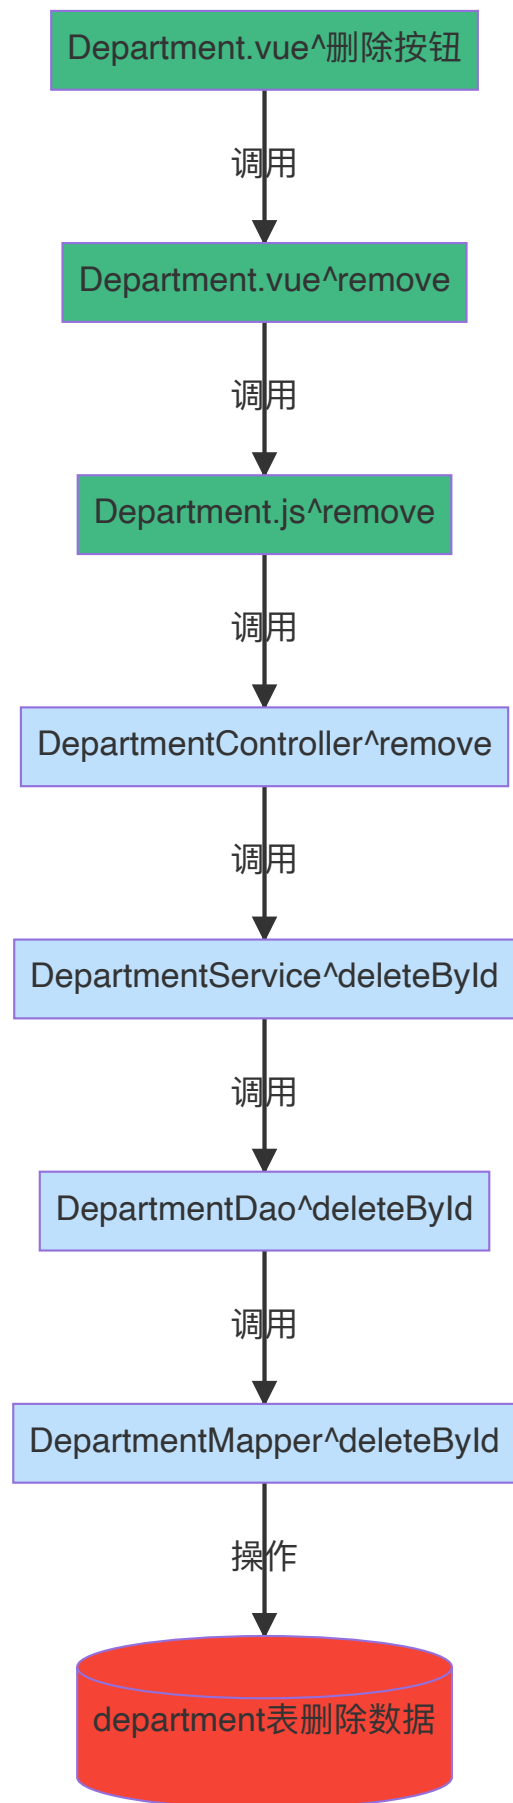 Department.vue^删除按钮
调用
Department.vue^remove
调用
Department.js^remove
调用
DepartmentController^remove
调用
DepartmentService^deleteById
调用
DepartmentDao^deleteById
调用
DepartmentMapper^deleteById
操作
department表删除数据